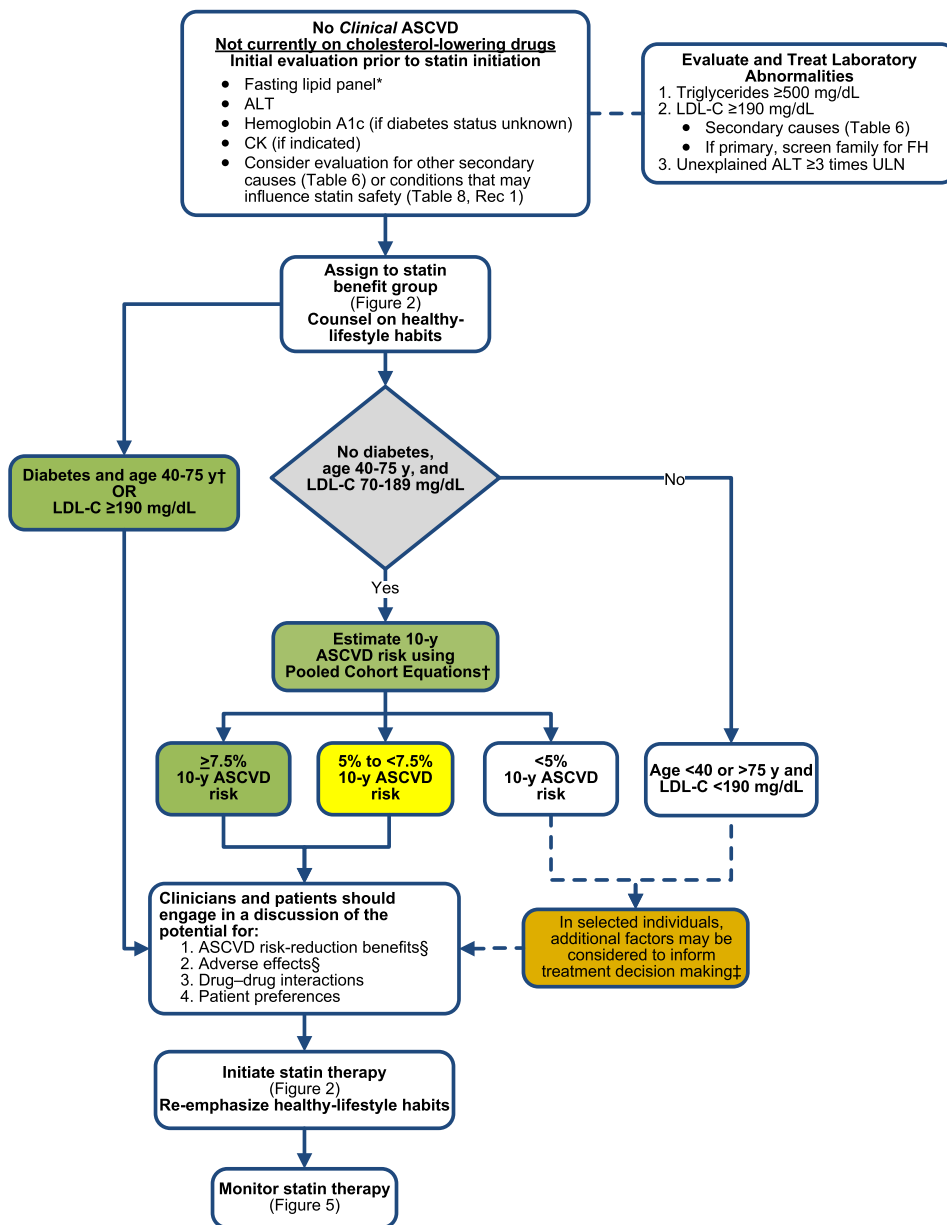 No Clinical ASCVD
Not currently on cholesterol-lowering drugs
Initial evaluation prior to statin initiation
● Fasting lipid panel*
● ALT
● Hemoglobin A1c (if diabetes status unknown)
● CK (if indicated)
● Consider evaluation for other secondary
causes (Table 6) or conditions that may
influence statin safety (Table 8, Rec 1)
Evaluate and Treat Laboratory
Abnormalities
1. Triglycerides ≥500 mg/dL
2. LDL-C ≥190 mg/dL
● Secondary causes (Table 6)
● If primary, screen family for FH
3. Unexplained ALT ≥3 times ULN
Assign to statin
benefit group
(Figure 2)
Counsel on healthy-
lifestyle habits
Diabetes and age 40-75 y†
OR
LDL-C ≥190 mg/dL
No diabetes,
age 40-75 y, and
LDL-C 70-189 mg/dL
No
Yes
Estimate 10-y
ASCVD risk using
Pooled Cohort Equations†
≥7.5%
10-y ASCVD
risk
5% to <7.5%
10-y ASCVD
risk
<5%
10-y ASCVD
risk
Age <40 or >75 y and
LDL-C <190 mg/dL
Clinicians and patients should
engage in a discussion of the
potential for:
1. ASCVD risk-reduction benefits§
2. Adverse effects§
3. Drug–drug interactions
4. Patient preferences
In selected individuals,
additional factors may be
considered to inform
treatment decision making‡
Initiate statin therapy
(Figure 2)
Re-emphasize healthy-lifestyle habits
Monitor statin therapy
(Figure 5)